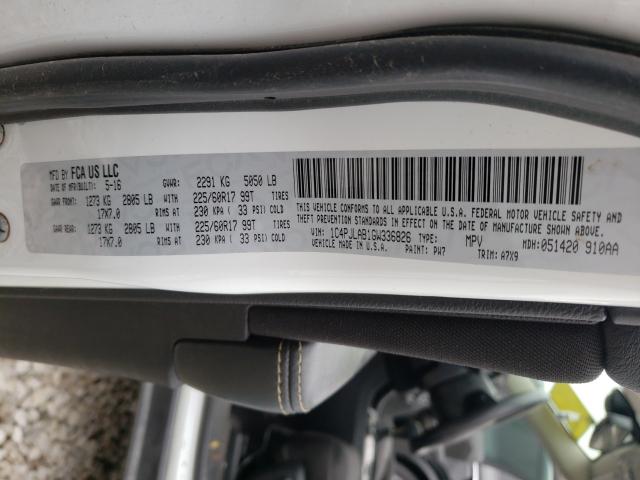 MFD BY FCA US LLC
DATE OF MFR(BUILT): 5-16 GVWR: 2291 KG 5050 LB
GAWR FRONT: 1273 KG 2805 LB WITH 225/60R17 99T TIRES
17X7.0 RIMS AT 230 KPA ( 33 PSI) COLD
GAWR REAR: 1273 KG 2805 LB WITH 225/60R17 99T TIRES
17X7.0 RIMS AT 230 KPA ( 33 PSI) COLD
THIS VEHICLE CONFORMS TO ALL APPLICABLE U.S.A. FEDERAL MOTOR VEHICLE SAFETY, BUMPER AND
THEFT PREVENTION STANDARDS IN EFFECT ON THE DATE OF MANUFACTURE SHOWN ABOVE.
VIN: 1C4PJLAB1GW336826 MPV
VEHICLE MADE IN U.S.A. PAINT: PW7 MDH: 051420 910AA
TRIM: A7X9